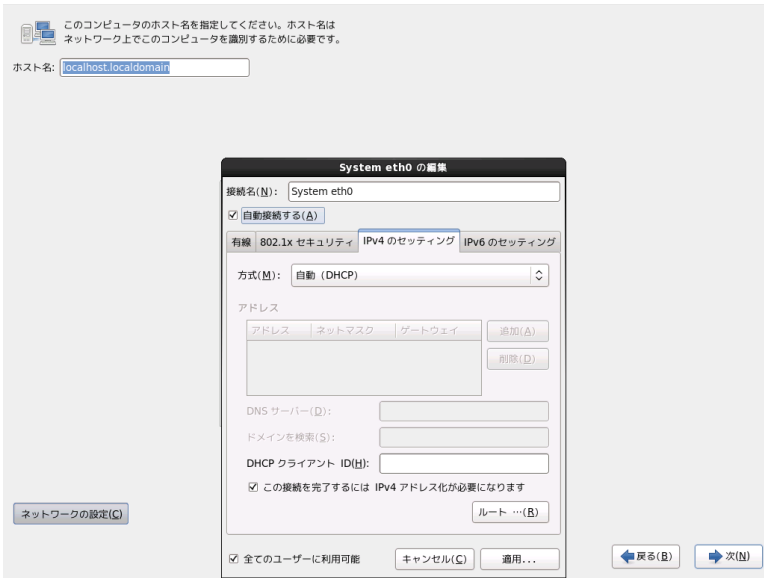 このコンピュータのホスト名を指定してください。ホスト名は
ネットワーク上でこのコンピュータを識別するために必要です。
ホスト名: localhost.localdomain
System eth0 の編集
接続名(N): System eth0
自動接続する(A)
有線 802.1x セキュリティ IPv4 のセッティング IPv6 のセッティング
方式(M): 自動 (DHCP)
アドレス
アドレス ネットマスク ゲートウェイ 追加(A)
削除(D)
DNS サーバー(D):
ドメインを検索(S):
DHCP クライアント ID(H):
この接続を完了するには IPv4 アドレス化が必要になります
ルート …(R)
ネットワークの設定(C)
全てのユーザーに利用可能 キャンセル(C) 適用...
戻る(B) 次(N)